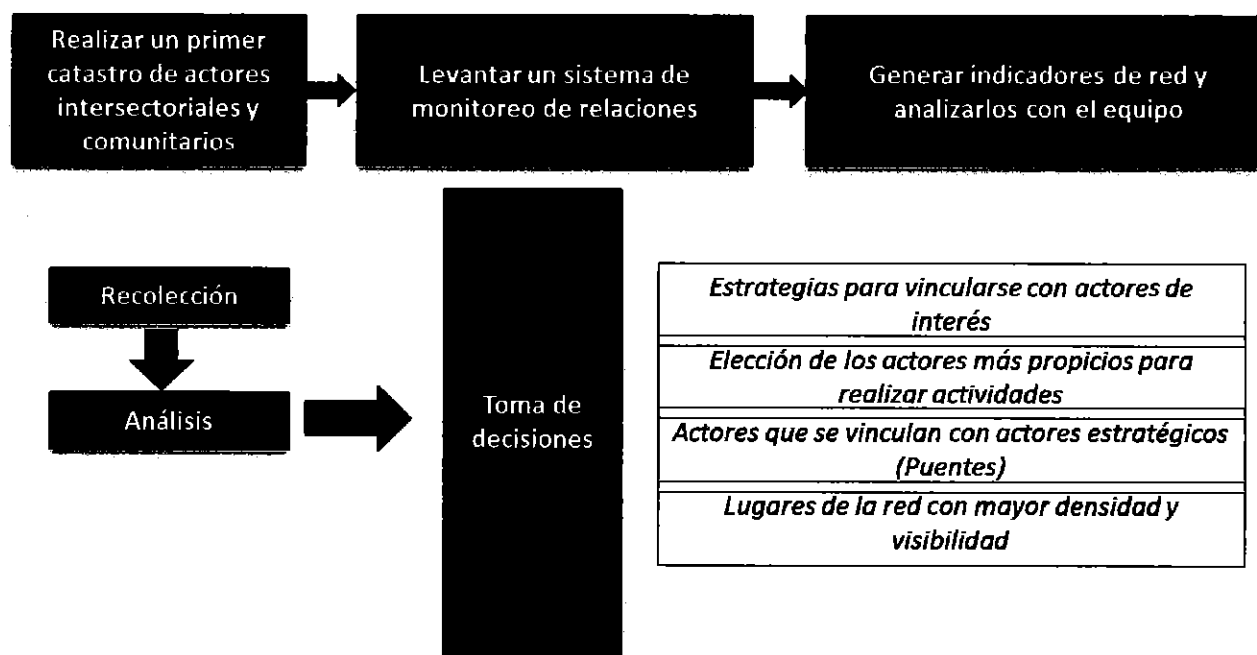 Realizar un primer
catastro de actores
intersectoriales y
comunitarios
Levantar un sistema de
monitoreo de relaciones
Generar indicadores de red y
analizarlos con el equipo
Recolección
Análisis
Toma de
decisiones
Estrategias para vincularse con actores de
interés
Elección de los actores más propicios para
realizar actividades
Actores que se vinculan con actores estratégicos
(Puentes)
Lugares de la red con mayor densidad y
visibilidad